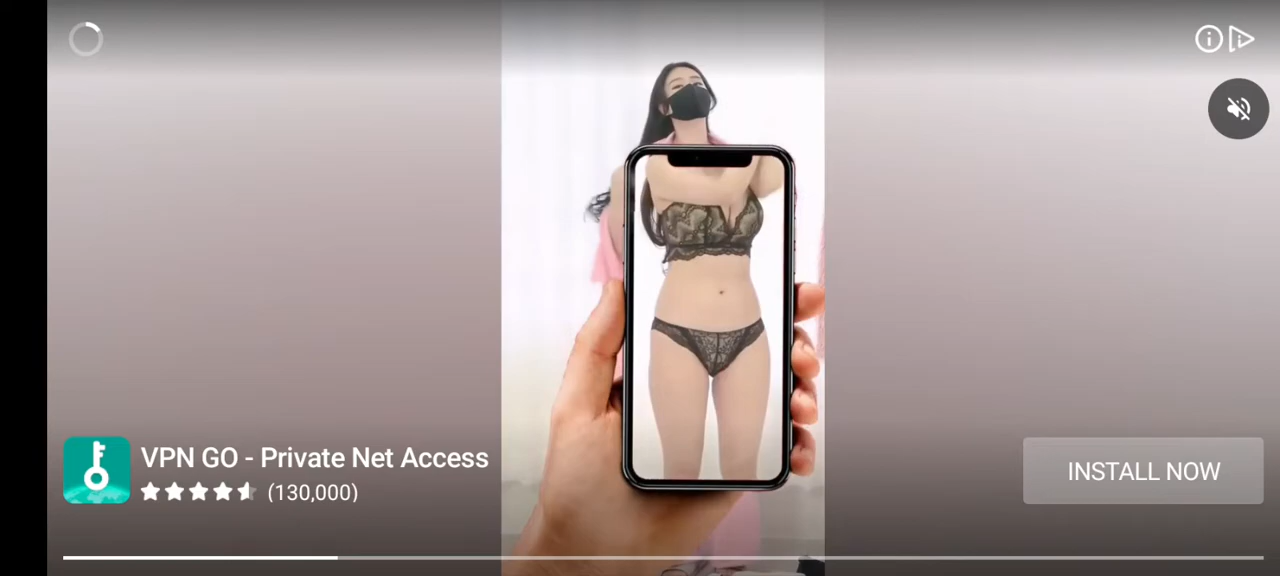 VPN GO - Private Net Access
(130,000)
INSTALL NOW